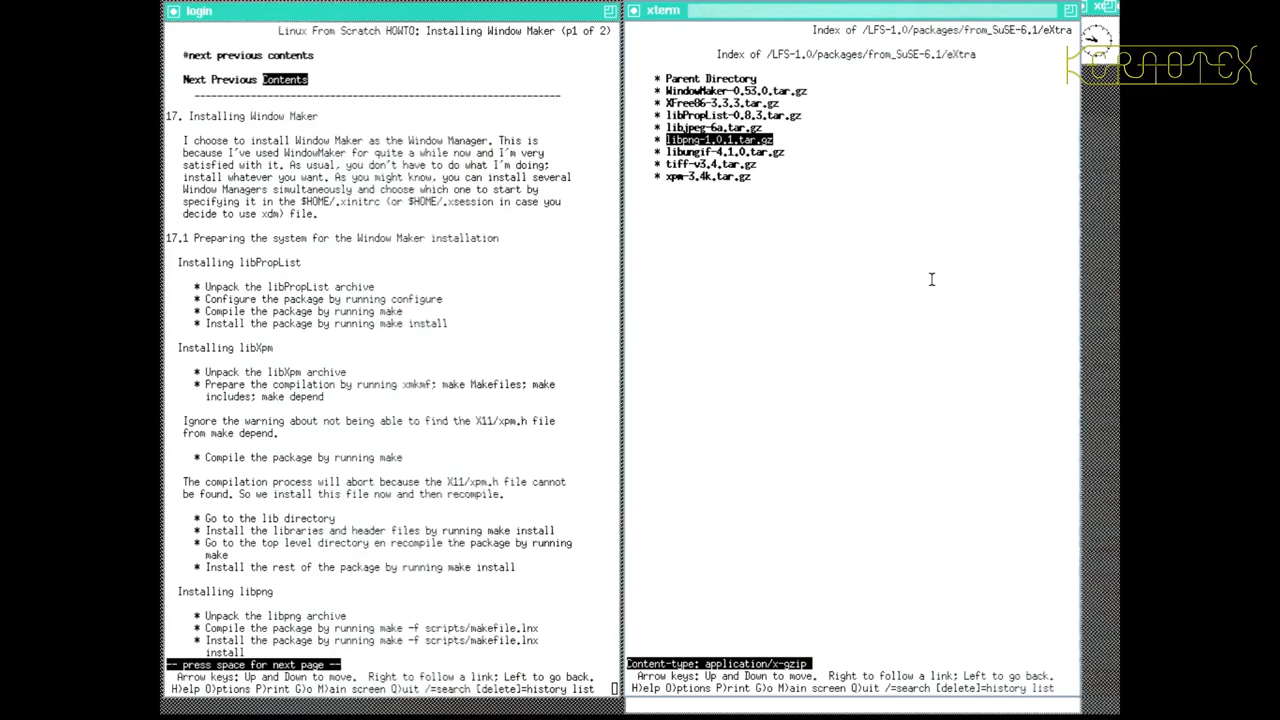 login
Linux From Scratch HOWTO: Installing Window Maker (p1 of 2)
#next previous contents
Next Previous Contents
17. Installing Window Maker
I choose to install Window Maker as the Window Manager. This is
because I've used WindowMaker for quite a while now and I'm very
satisfied with it. As usual, you don't have to do what I'm doing;
install whatever you want. As you might know, you can install several
Window Managers simultaneously and choose which one to start by
specifying it in the $HOME/.xinitrc (or $HOME/.xsession in case you
decide to use xdm) file.
17.1 Preparing the system for the Window Maker installation
Installing libPropList
* Unpack the libPropList archive
* Configure the package by running configure
* Compile the package by running make
* Install the package by running make install
Installing libXpm
* Unpack the libXpm archive
* Prepare the compilation by running xmkmf; make Makefiles; make
includes; make depend
Ignore the warning about not being able to find the X11/xpm.h file
from make depend.
* Compile the package by running make
The compilation process will abort because the X11/xpm.h file cannot
be found. So we install this file now and then recompile.
* Go to the lib directory
* Install the libraries and header files by running make install
* Go to the top level directory en recompile the package by running
make
* Install the rest of the package by running make install
Installing libpng
* Unpack the libpng archive
* Compile the package by running make -f scripts/makefile.lnx
* Install the package by running make -f scripts/makefile.lnx
install
-- press space for next page --
Arrow keys: Up and Down to move.  Right to follow a link; Left to go back.
H)elp O)ptions P)rint G)o M)ain screen Q)uit /=search [delete]=history list
xterm
Index of /LFS-1.0/packages/from_SuSE-6.1/eXtra
Index of /LFS-1.0/packages/from_SuSE-6.1/eXtra
* Parent Directory
* WindowMaker-0.53.0.tar.gz
* XFree86-3.3.3.tar.gz
* libPropList-0.8.3.tar.gz
* libjpeg-6a.tar.gz
* libpng-1.0.1.tar.gz
* libungif-4.1.0.tar.gz
* tiff-v3.4.tar.gz
* xpm-3.4k.tar.gz
Content-type: application/x-gzip
Arrow keys: Up and Down to move.  Right to follow a link; Left to go back.
H)elp O)ptions P)rint G)o M)ain screen Q)uit /=search [delete]=history list